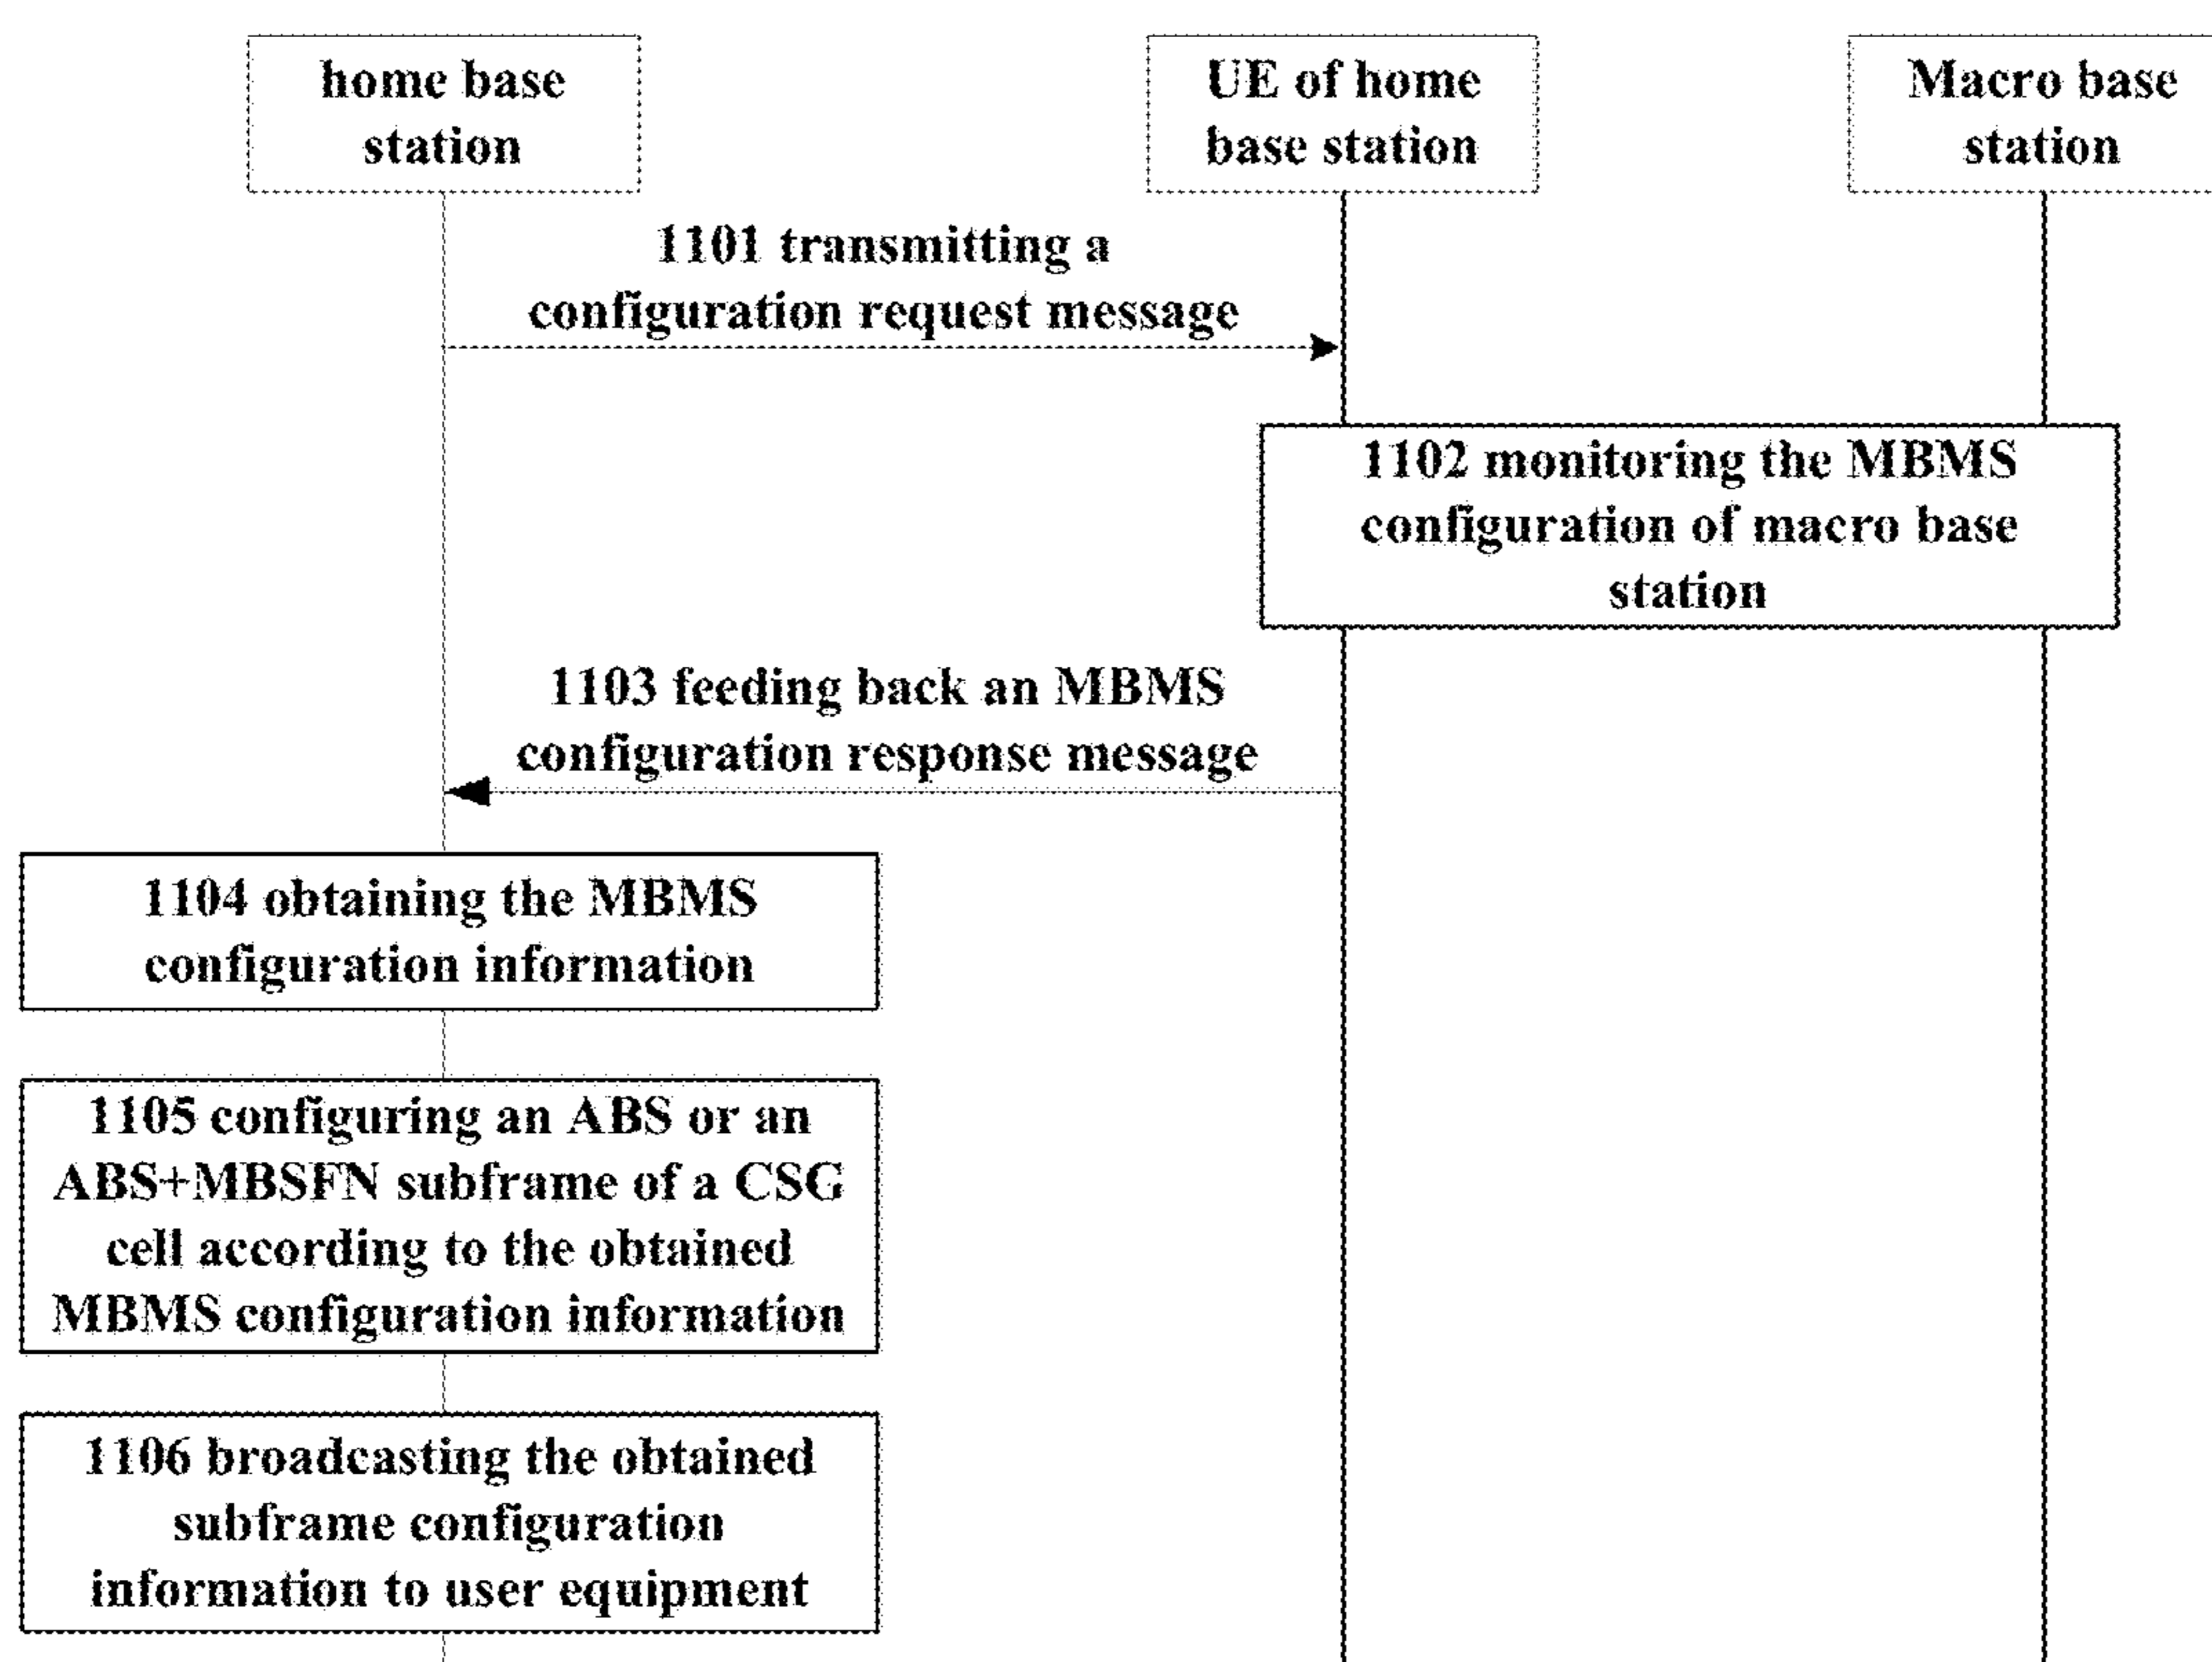 home base
station
UE of home
base station
Macro base
station
1101 transmitting a
configuration request message
1102 monitoring the MBMS
configuration of macro base
station
1103 feeding back an MBMS
configuration response message
1104 obtaining the MBMS
configuration information
1105 configuring an ABS or an
ABS+MBSFN subframe of a CSG
cell according to the obtained
MBMS configuration information
1106 broadcasting the obtained
subframe configuration
information to user equipment